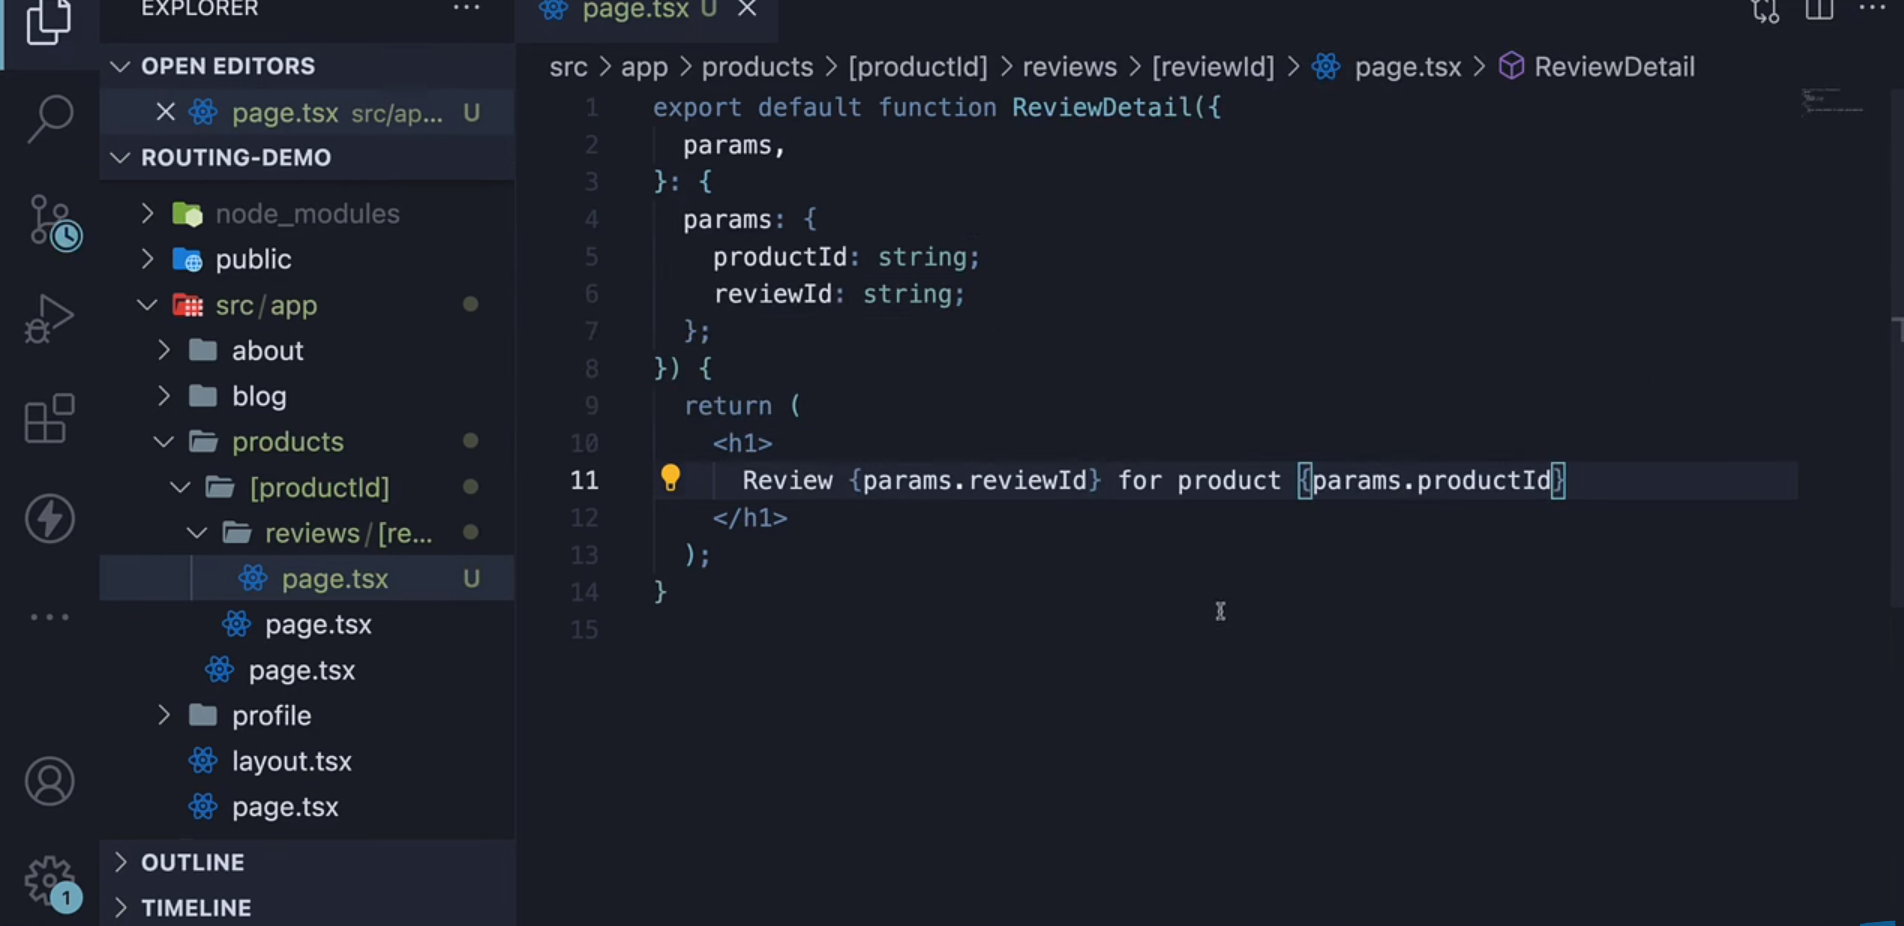 EXPLORER
OPEN EDITORS
page.tsx src/ap... U
ROUTING-DEMO
node_modules
public
src/app
about
blog
products
[productId]
reviews/[re...
page.tsx U
page.tsx
page.tsx
profile
layout.tsx
page.tsx
OUTLINE
TIMELINE
1
page.tsx U
src > app > products > [productId] > reviews > [reviewId] > page.tsx > ReviewDetail
1 export default function ReviewDetail({
2 params,
3 }: {
4 params: {
5 productId: string;
6 reviewId: string;
7 };
8 }) {
9 return (
10 <h1>
11 Review {params.reviewId} for product {params.productId}
12 </h1>
13 );
14 }
15